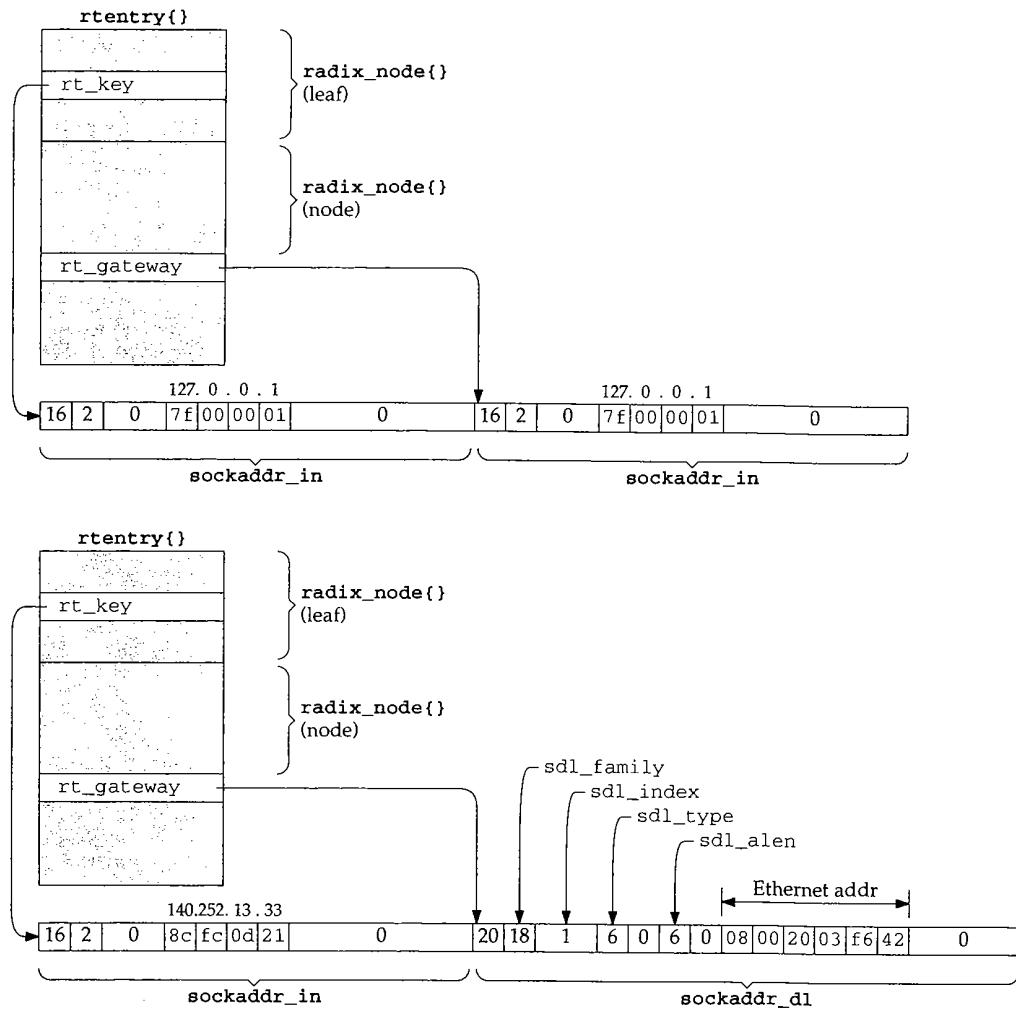 rtentry{}
radix_node{}
rt_key
(leaf)
radix_node{}
(node)
rt_gateway
127. 0 . 0 . 1
127. 0 . 0 . 1
16 2 0 7f 00 00 01 0 16 2 0 7f 00 00 01 0
sockaddr_in
sockaddr_in
rtentry{}
radix_node{}
rt_key
(leaf)
radix_node{}
(node)
sdl_family
rt_gateway
sdl_index
sdl_type
sdl_alen
Ethernet addr
140.252. 13 . 33
16 2 0 8c fc 0d 21 0 20 18 1 6 0 6 0 08 00 20 03 f6 42 0
sockaddr_in
sockaddr_dl